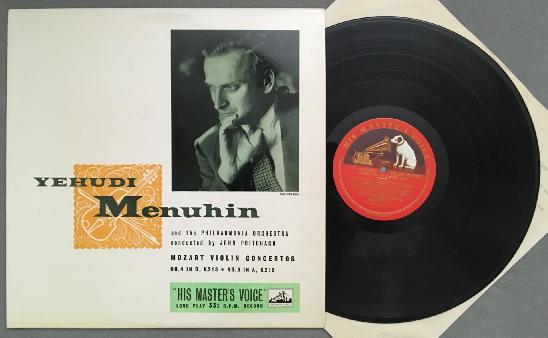 YEHUDI
Menuhin
and the PHILHARMONIA ORCHESTRA
conducted by JOHN PRITCHARD
MOZART VIOLIN CONCERTOS
NO.4 IN D, K218 • NO.5 IN A, K219
"HIS MASTER'S VOICE"
LONG PLAY 33⅓ R.P.M. RECORD
HIS MASTER'S VOICE